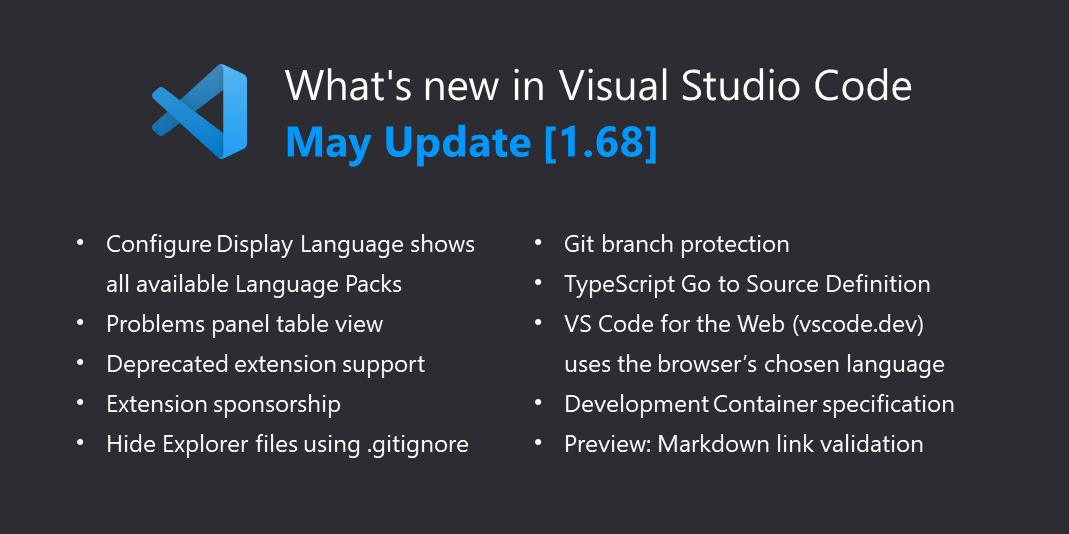 What's new in Visual Studio Code
May Update [1.68]
• Configure Display Language shows
all available Language Packs
• Problems panel table view
• Deprecated extension support
• Extension sponsorship
• Hide Explorer files using .gitignore
• Git branch protection
• TypeScript Go to Source Definition
• VS Code for the Web (vscode.dev)
uses the browser’s chosen language
• Development Container specification
• Preview: Markdown link validation